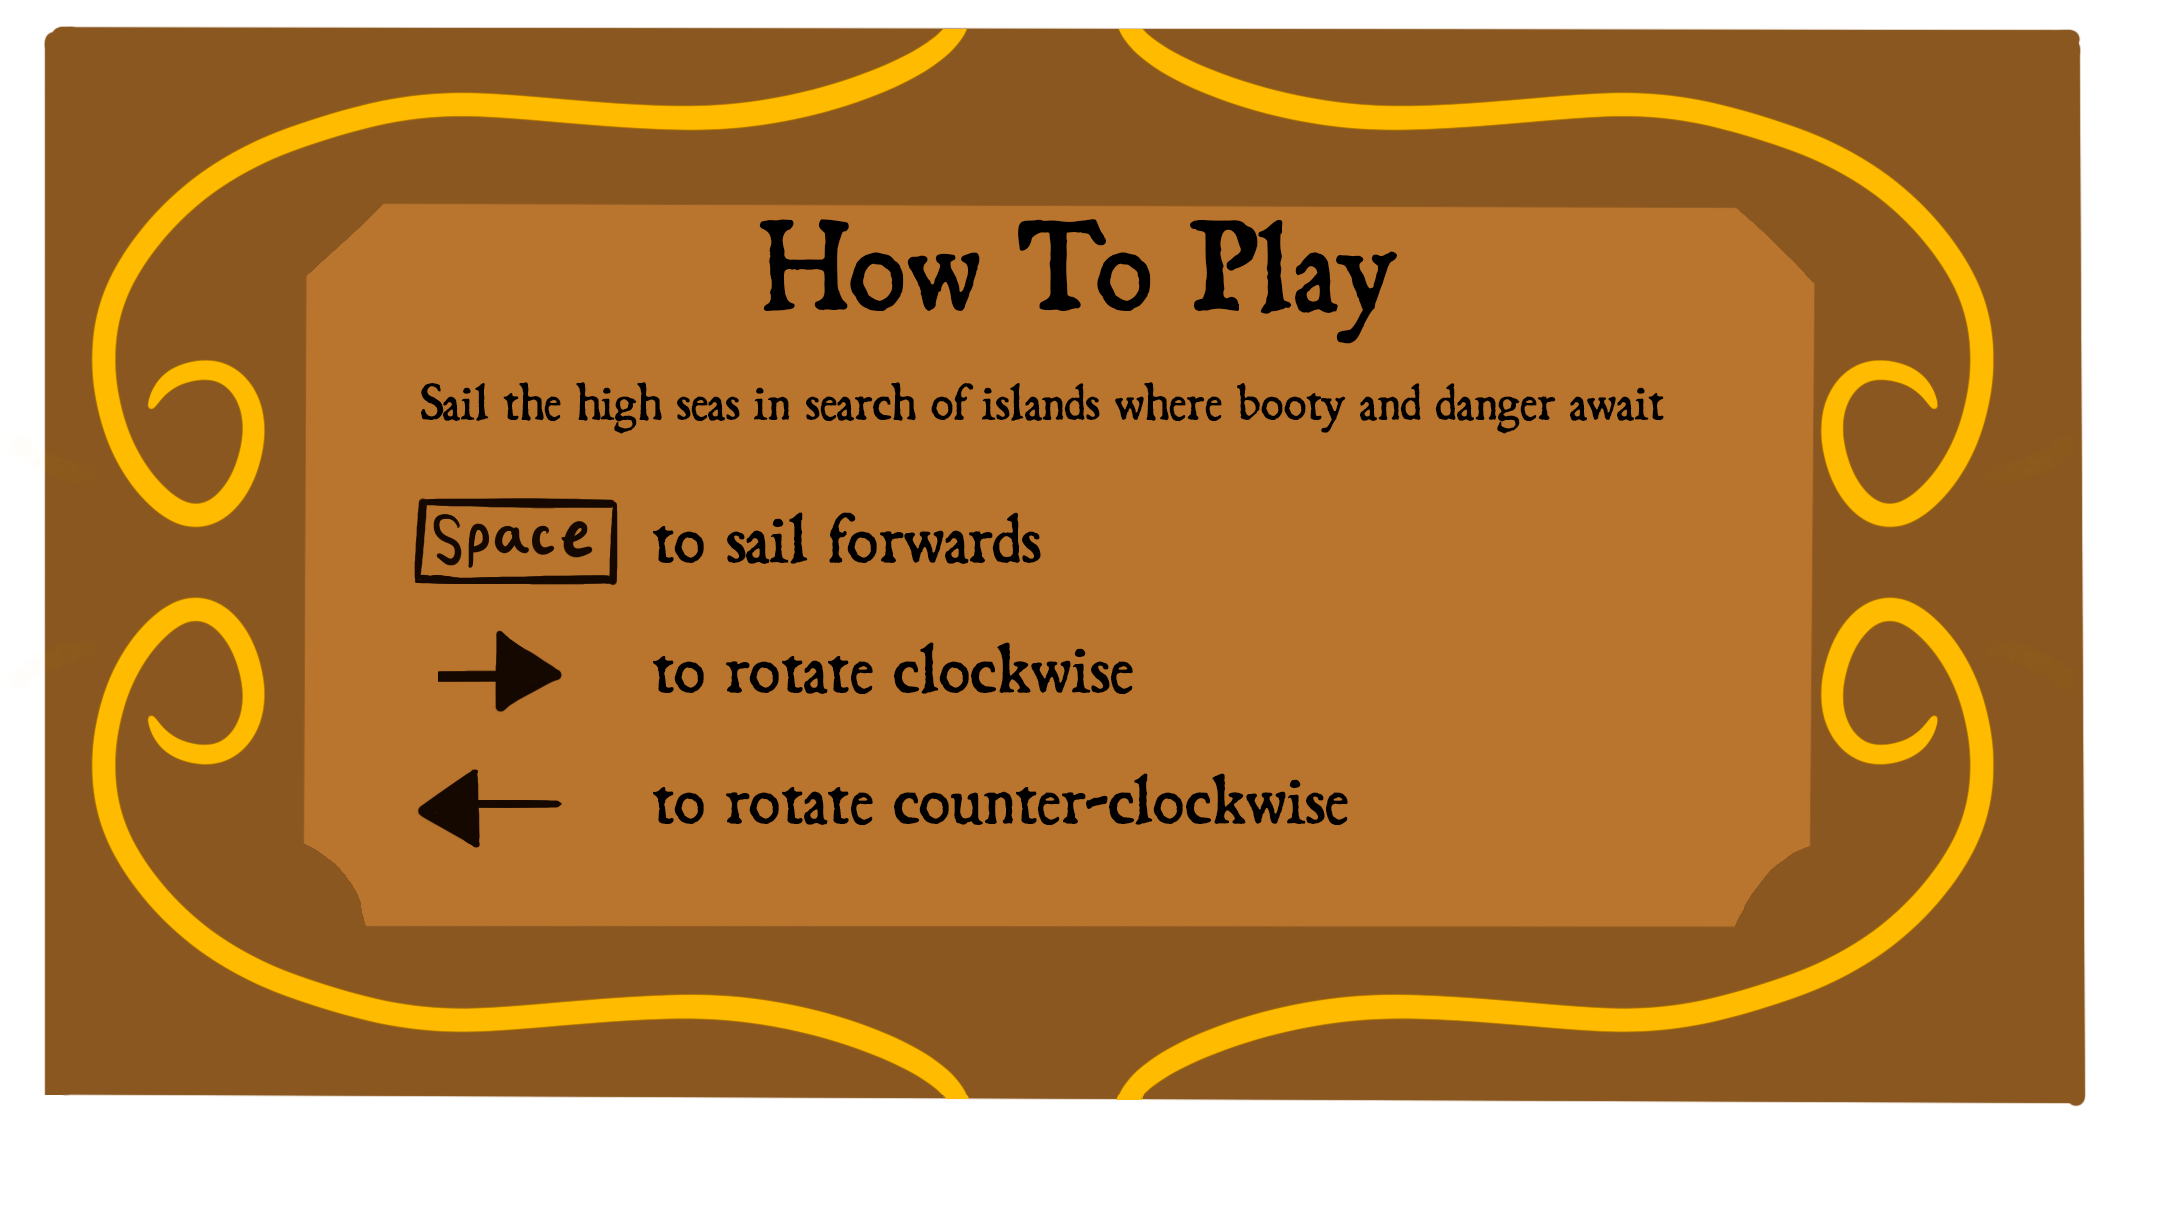 How To Play
Sail the high seas in search of islands where booty and danger await
Space to sail forwards
to rotate clockwise
to rotate counter-clockwise